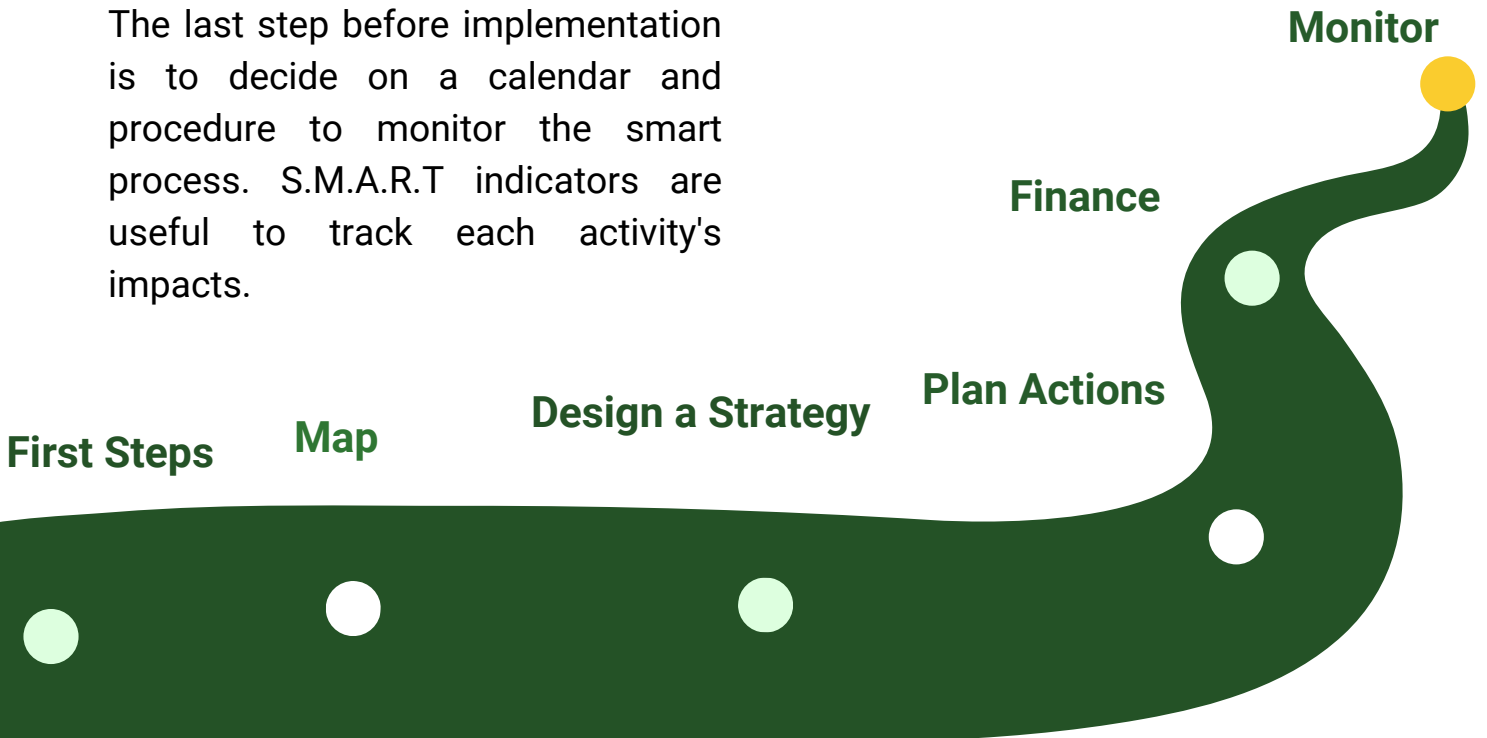 The last step before implementation
is to decide on a calendar and
procedure to monitor the smart
process. S.M.A.R.T indicators are
useful to track each activity's
impacts.
Monitor
Finance
Plan Actions
Design a Strategy
Map
First Steps